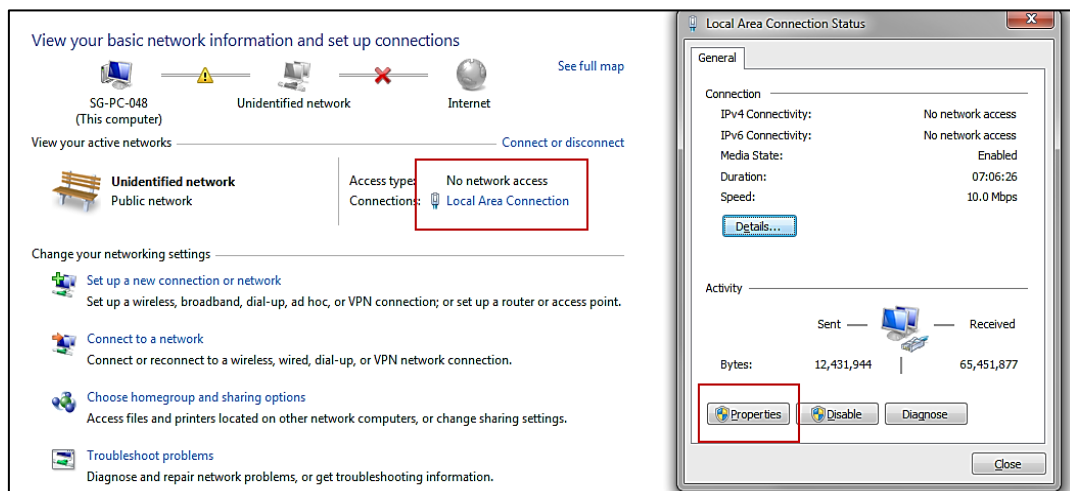 View your basic network information and set up connections
See full map
SG-PC-048
(This computer)
Unidentified network
Internet
View your active networks
Connect or disconnect
Unidentified network
Public network
Access type: No network access
Connections: Local Area Connection
Change your networking settings
Set up a new connection or network
Set up a wireless, broadband, dial-up, ad hoc, or VPN connection; or set up a router or access point.
Connect to a network
Connect or reconnect to a wireless, wired, dial-up, or VPN network connection.
Choose homegroup and sharing options
Access files and printers located on other network computers, or change sharing settings.
Troubleshoot problems
Diagnose and repair network problems, or get troubleshooting information.
Local Area Connection Status
General
Connection
IPv4 Connectivity: No network access
IPv6 Connectivity: No network access
Media State: Enabled
Duration: 07:06:26
Speed: 10.0 Mbps
Details...
Activity
Sent Received
Bytes: 12,431,944 65,451,877
Properties Disable Diagnose
Close